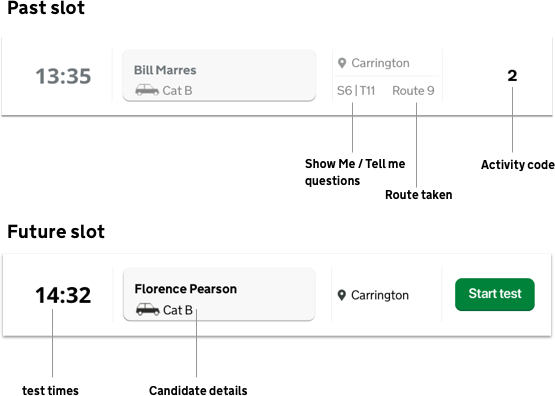 Past slot
13:35
Bill Marres
Cat B
Carrington
S6 | T11 Route 9
2
Show Me / Tell me
questions
Route taken
Activity code
Future slot
14:32
Florence Pearson
Cat B
Carrington
Start test
test times
Candidate details